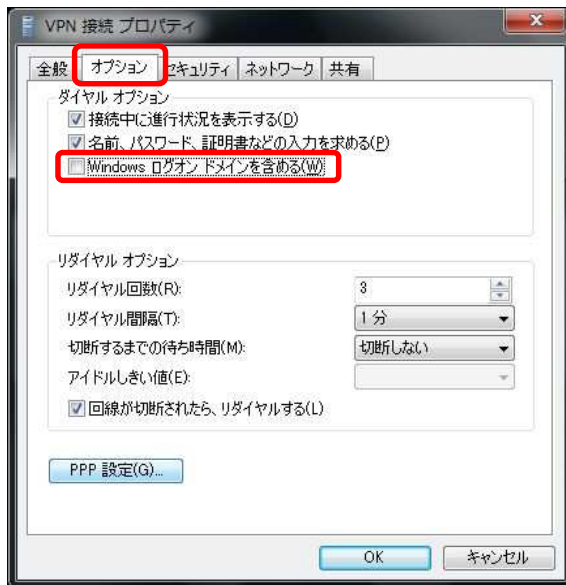 VPN 接続 プロパティ
全般 オプション セキュリティ ネットワーク 共有
ダイヤル オプション
接続中に進行状況を表示する(D)
名前、パスワード、証明書などの入力を求める(P)
Windows ログオン ドメインを含める(W)
リダイヤル オプション
リダイヤル回数(R): 3
リダイヤル間隔(T): 1 分
切断するまでの待ち時間(M): 切断しない
アイドルしきい値(E):
回線が切断されたら、リダイヤルする(L)
PPP 設定(G)...
OK キャンセル